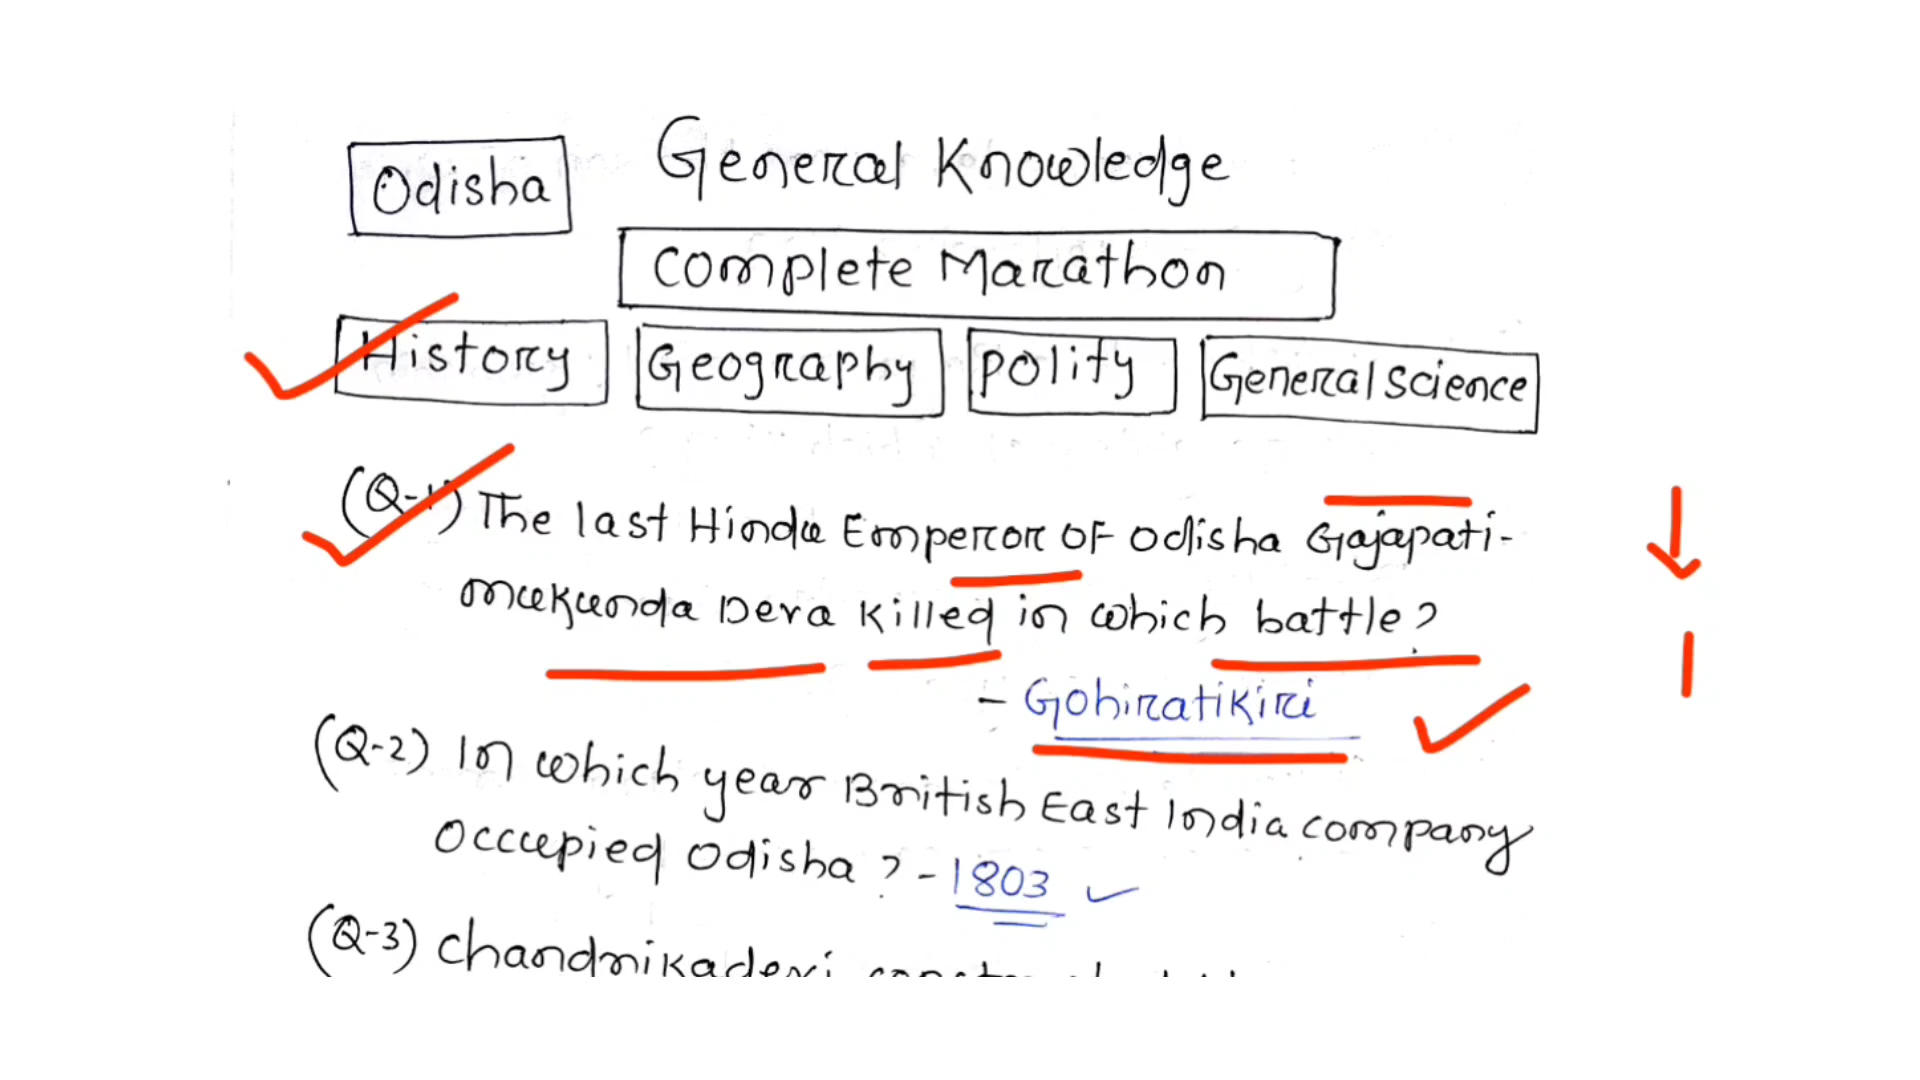 Odisha General Knowledge
Complete Marathon
History Geography polity General science
(Q-1) The last Hindu Emperor of Odisha Gajapati-
mukunda Deva killed in which battle?
- Gohiratikiri
(Q-2) In which year British East India company
occupied Odisha? - 1803
(Q-3) Chandrikadevi